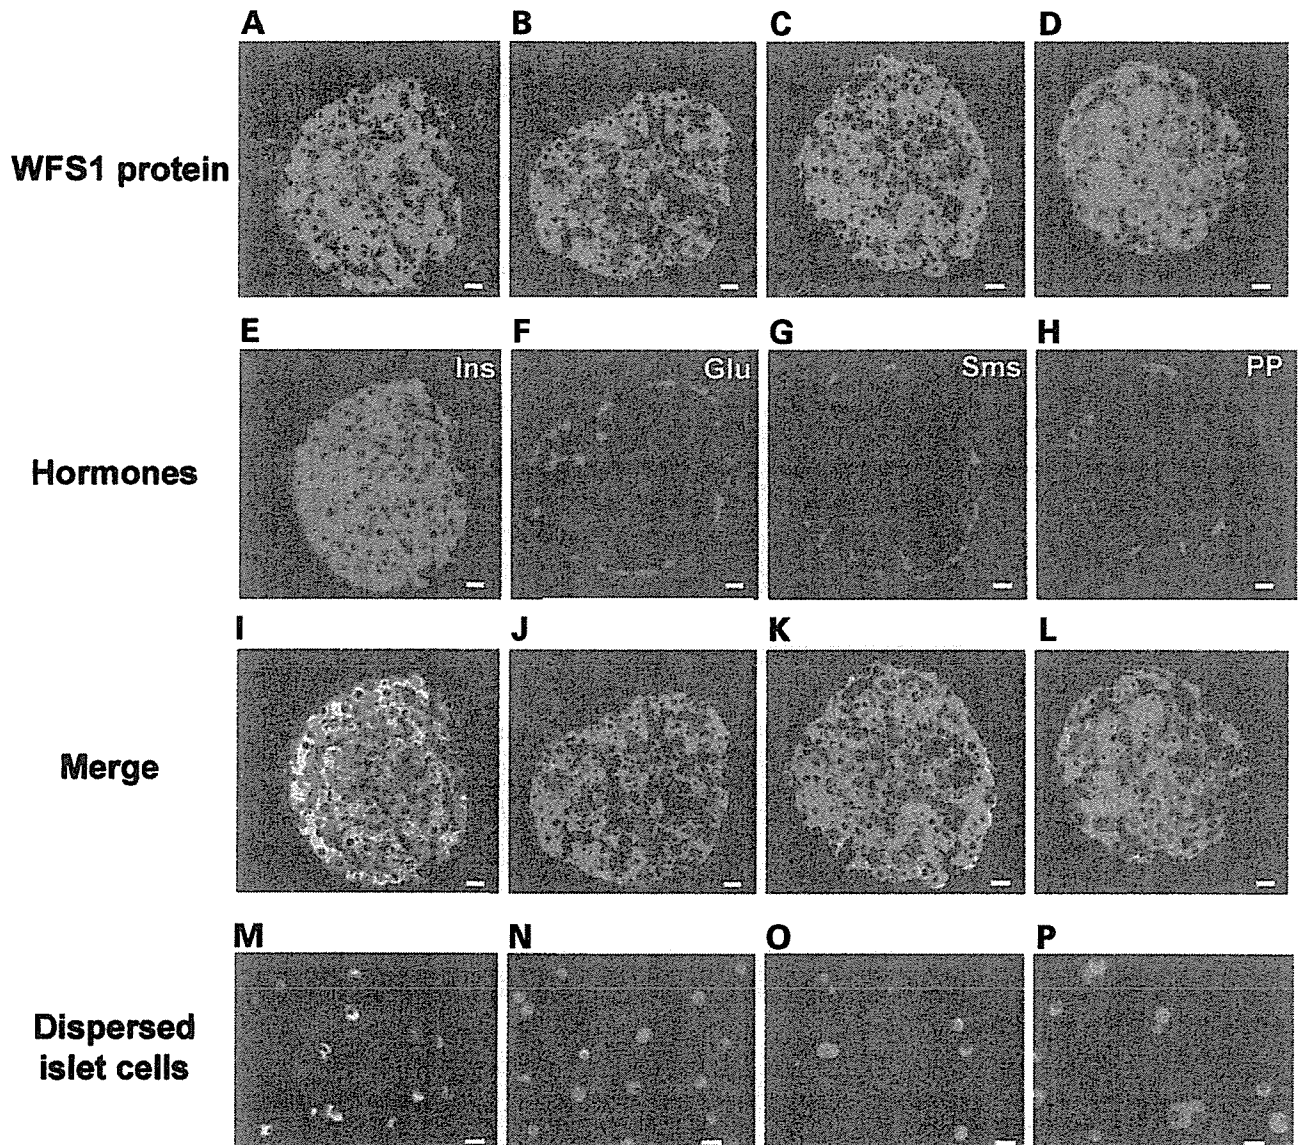 A B C D
WFS1 protein
E F G H
Ins Glu Sms PP
Hormones
I J K L
Merge
M N O P
Dispersed
islet cells